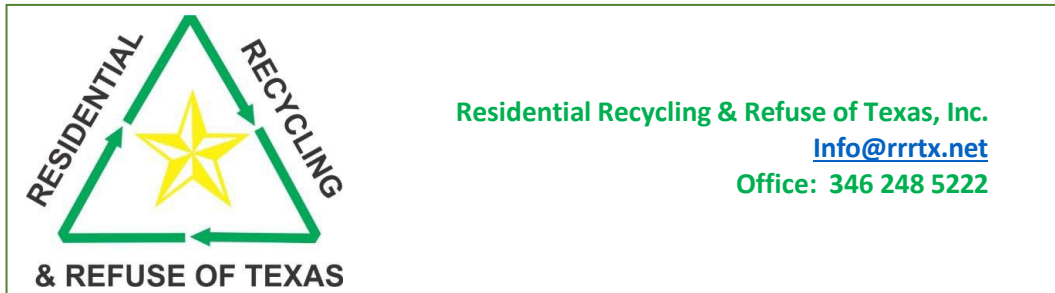 RESIDENTIAL
RECYCLING
& REFUSE OF TEXAS
Residential Recycling & Refuse of Texas, Inc.
Info@rrrtx.net
Office: 346 248 5222